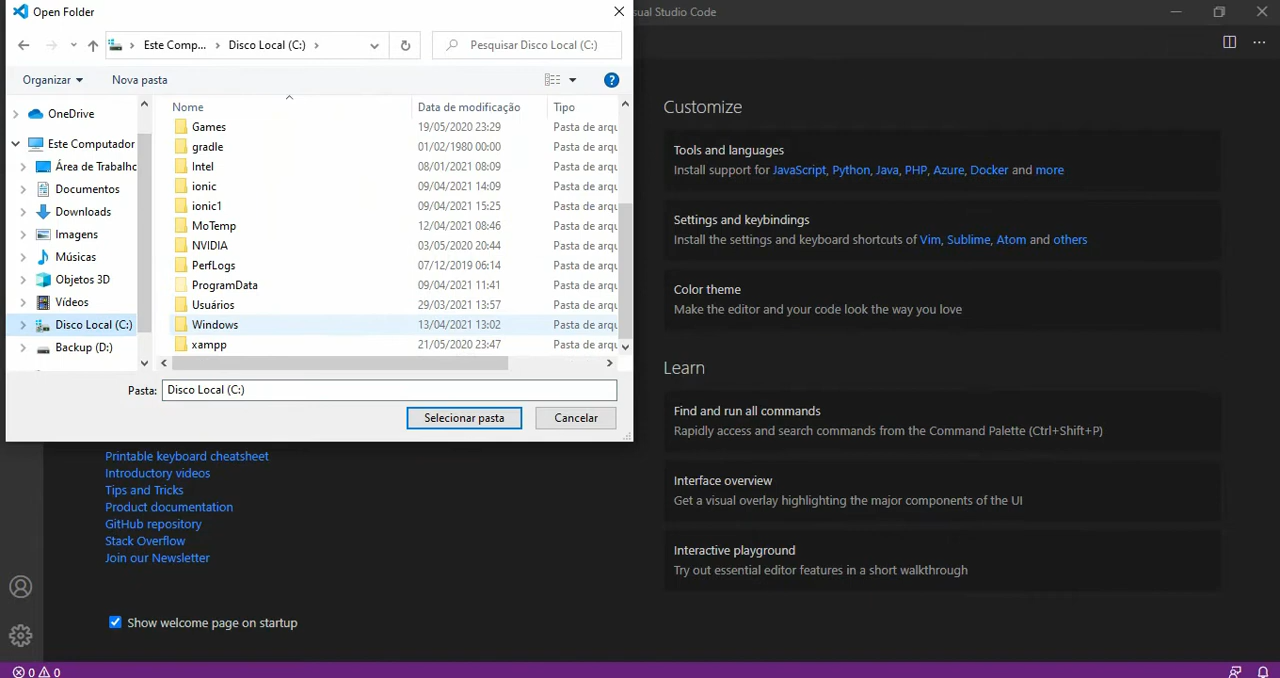 Open Folder
sual Studio Code
Este Comp... > Disco Local (C:) >
Pesquisar Disco Local (C:)
Organizar
Nova pasta
?
Nome
Data de modificação
Tipo
OneDrive
Este Computador
Área de Trabalho
Documentos
Downloads
Imagens
Músicas
Objetos 3D
Vídeos
Disco Local (C:)
Backup (D:)
Games 19/05/2020 23:29 Pasta de arqu
gradle 01/02/1980 00:00 Pasta de arqu
Intel 08/01/2021 08:09 Pasta de arqu
ionic 09/04/2021 14:09 Pasta de arqu
ionic1 09/04/2021 15:25 Pasta de arqu
MoTemp 12/04/2021 08:46 Pasta de arqu
NVIDIA 03/05/2020 20:44 Pasta de arqu
PerfLogs 07/12/2019 06:14 Pasta de arqu
ProgramData 09/04/2021 11:41 Pasta de arqu
Usuários 29/03/2021 13:57 Pasta de arqu
Windows 13/04/2021 13:02 Pasta de arqu
xampp 21/05/2020 23:47 Pasta de arqu
Pasta: Disco Local (C:)
Selecionar pasta
Cancelar
Printable keyboard cheatsheet
Introductory videos
Tips and Tricks
Product documentation
GitHub repository
Stack Overflow
Join our Newsletter
Show welcome page on startup
Customize
Tools and languages
Install support for JavaScript, Python, Java, PHP, Azure, Docker and more
Settings and keybindings
Install the settings and keyboard shortcuts of Vim, Sublime, Atom and others
Color theme
Make the editor and your code look the way you love
Learn
Find and run all commands
Rapidly access and search commands from the Command Palette (Ctrl+Shift+P)
Interface overview
Get a visual overlay highlighting the major components of the UI
Interactive playground
Try out essential editor features in a short walkthrough
0 0